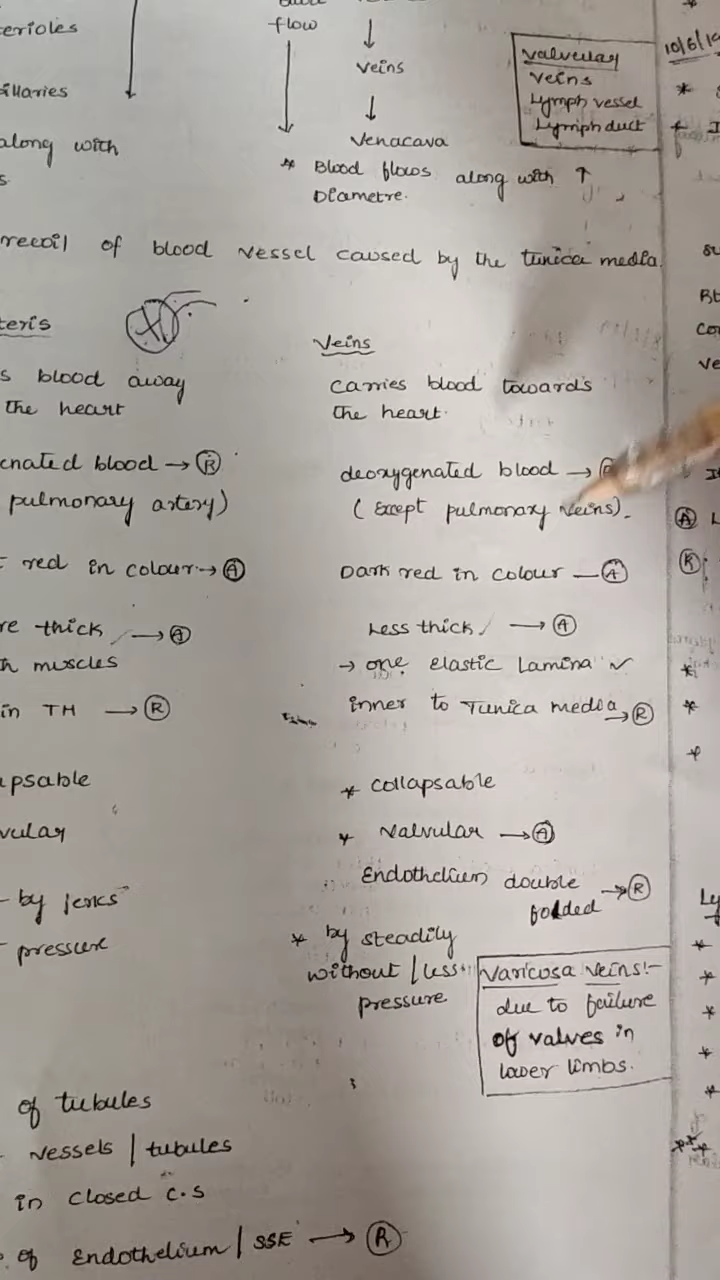 erioles
flow
Veins
Venacava
illaries
along with
s.
* Blood flows along with ↑
Diametre.
Valvular
Veins
Lymph vessel
Lymph duct
10/6/19
recoil of blood vessel caused by the tunica media.
teris
s blood away
the heart
enated blood → Ⓡ
pulmonary artery)
red in colour → Ⓐ
re thick → Ⓐ
muscles
in TM → Ⓡ
apsable
vular
- by jerks
pressure
Veins
Carries blood towards
the heart.
deoxygenated blood →
(Except pulmonary veins).
Dark red in colour — Ⓐ
Less thick → Ⓐ
→ one elastic Lamina
inner to Tunica media → Ⓡ
* collapsable
* Valvular → Ⓐ
Endothelium double → Ⓡ
folded
* by steadily
without / less
pressure
Varicosa veins:-
due to failure
of valves in
lower limbs.
of tubules
vessels | tubules
in closed C.S
of Endothelium / SSE → Ⓡ
Ⓐ L
Ⓡ